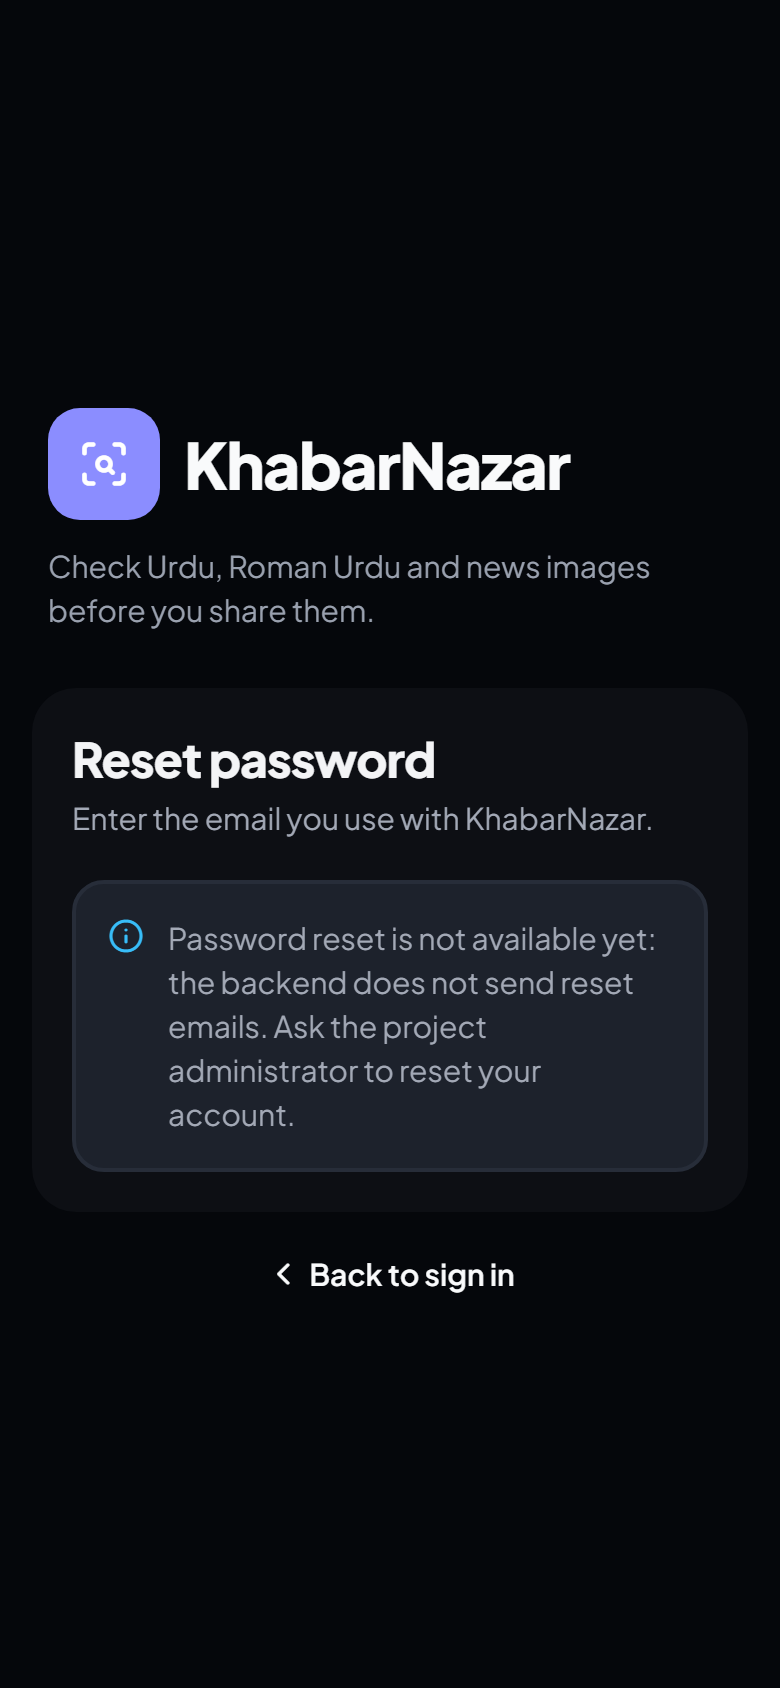 KhabarNazar
Check Urdu, Roman Urdu and news images
before you share them.
Reset password
Enter the email you use with KhabarNazar.
Password reset is not available yet:
the backend does not send reset
emails. Ask the project
administrator to reset your
account.
Back to sign in